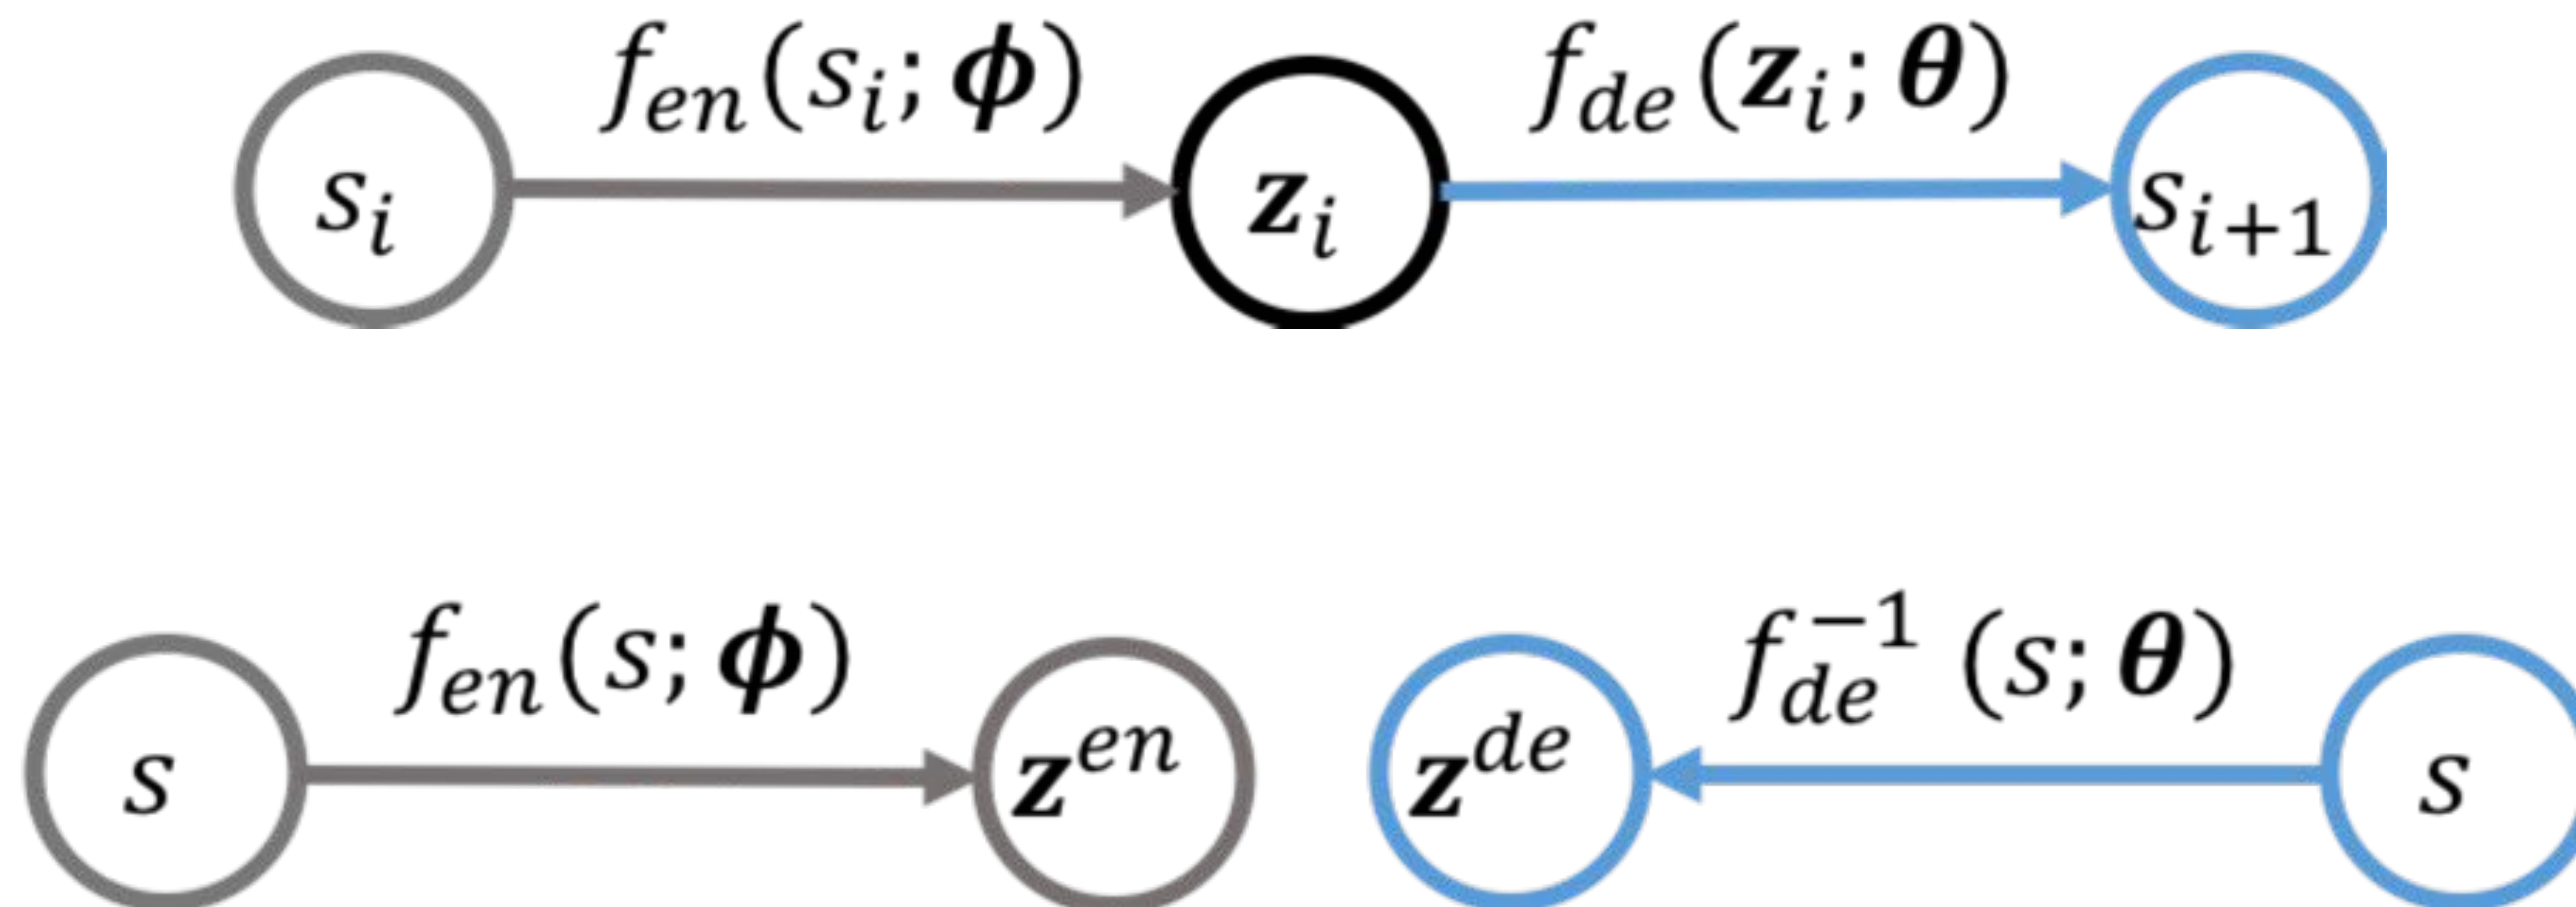 f_en(s_i; ϕ) f_de(z_i; θ)
s_i z_i s_{i+1}
f_en(s; ϕ) f_de^{-1}(s; θ)
s z^{en} z^{de} s